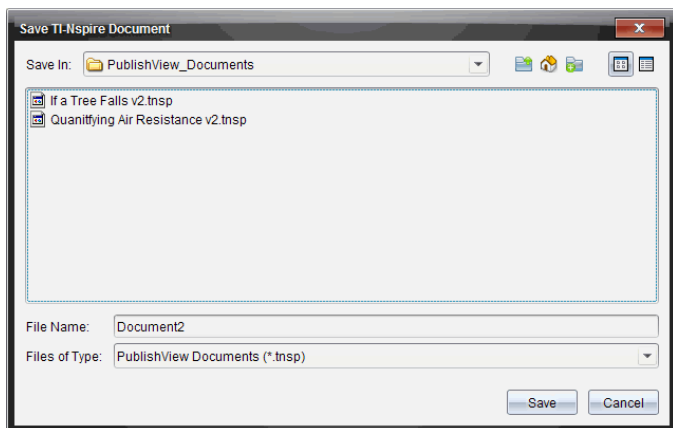 Save TI-Nspire Document
Save In: PublishView_Documents
If a Tree Falls v2.tnsp
Quanitfying Air Resistance v2.tnsp
File Name: Document2
Files of Type: PublishView Documents (*.tnsp)
Save Cancel